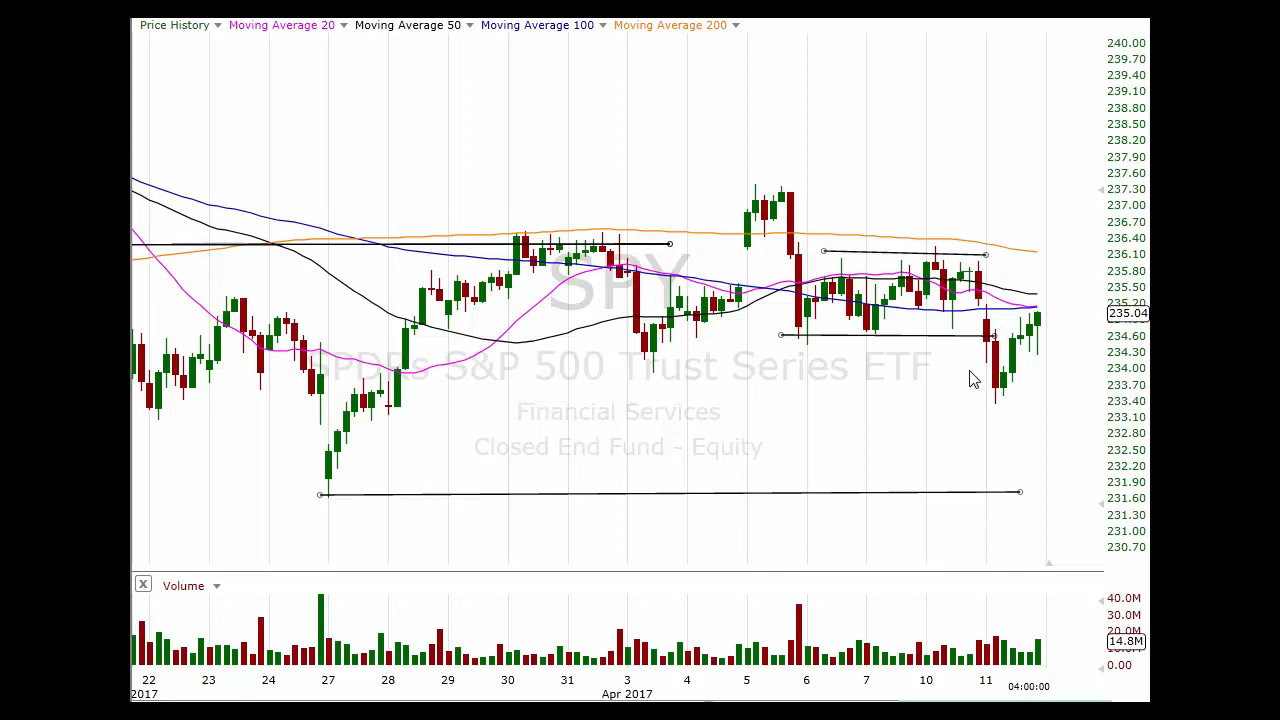 Price History Moving Average 20 Moving Average 50 Moving Average 100 Moving Average 200
240.00
239.70
239.40
239.10
238.80
238.50
238.20
237.90
237.60
237.30
237.00
236.70
236.40
236.10
235.80
235.50
235.20
235.04
234.60
234.30
234.00
233.70
233.40
233.10
232.80
232.50
232.20
231.90
231.60
231.30
231.00
230.70
SPY
SPDRs S&P 500 Trust Series ETF
Financial Services
Closed End Fund - Equity
X Volume
40.0M
30.0M
20.0M
14.8M
0.00
22 23 24 27 28 29 30 31 3 4 5 6 7 10 11 04:00:00
2017 Apr 2017